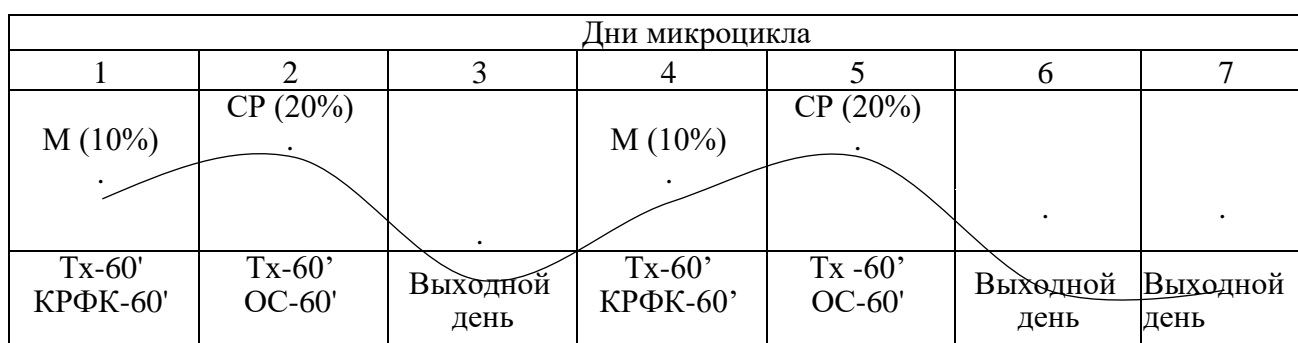 Дни микроцикла
1 2 3 4 5 6 7
М (10%) СР (20%) М (10%) СР (20%)
Тх-60' Тх-60’ Выходной Тх-60’ Тх -60’ Выходной Выходной
КРФК-60' ОС-60' день КРФК-60’ ОС-60' день день